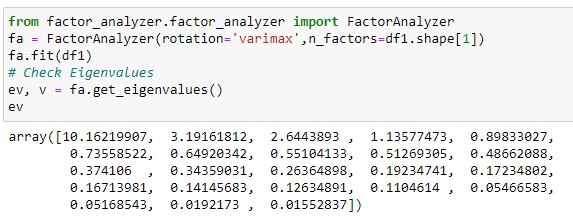 from factor_analyzer.factor_analyzer import FactorAnalyzer
fa = FactorAnalyzer(rotation='varimax',n_factors=df1.shape[1])
fa.fit(df1)
# Check Eigenvalues
ev, v = fa.get_eigenvalues()
ev
array([10.16219907,  3.19161812,  2.6443893 ,  1.13577473,  0.89833027,
        0.73558522,  0.64920342,  0.55104133,  0.51269305,  0.48662088,
        0.374106  ,  0.34359031,  0.26364898,  0.19234741,  0.17234802,
        0.16713981,  0.14145683,  0.12634891,  0.1104614 ,  0.05466583,
        0.05168543,  0.0192173 ,  0.01552837])